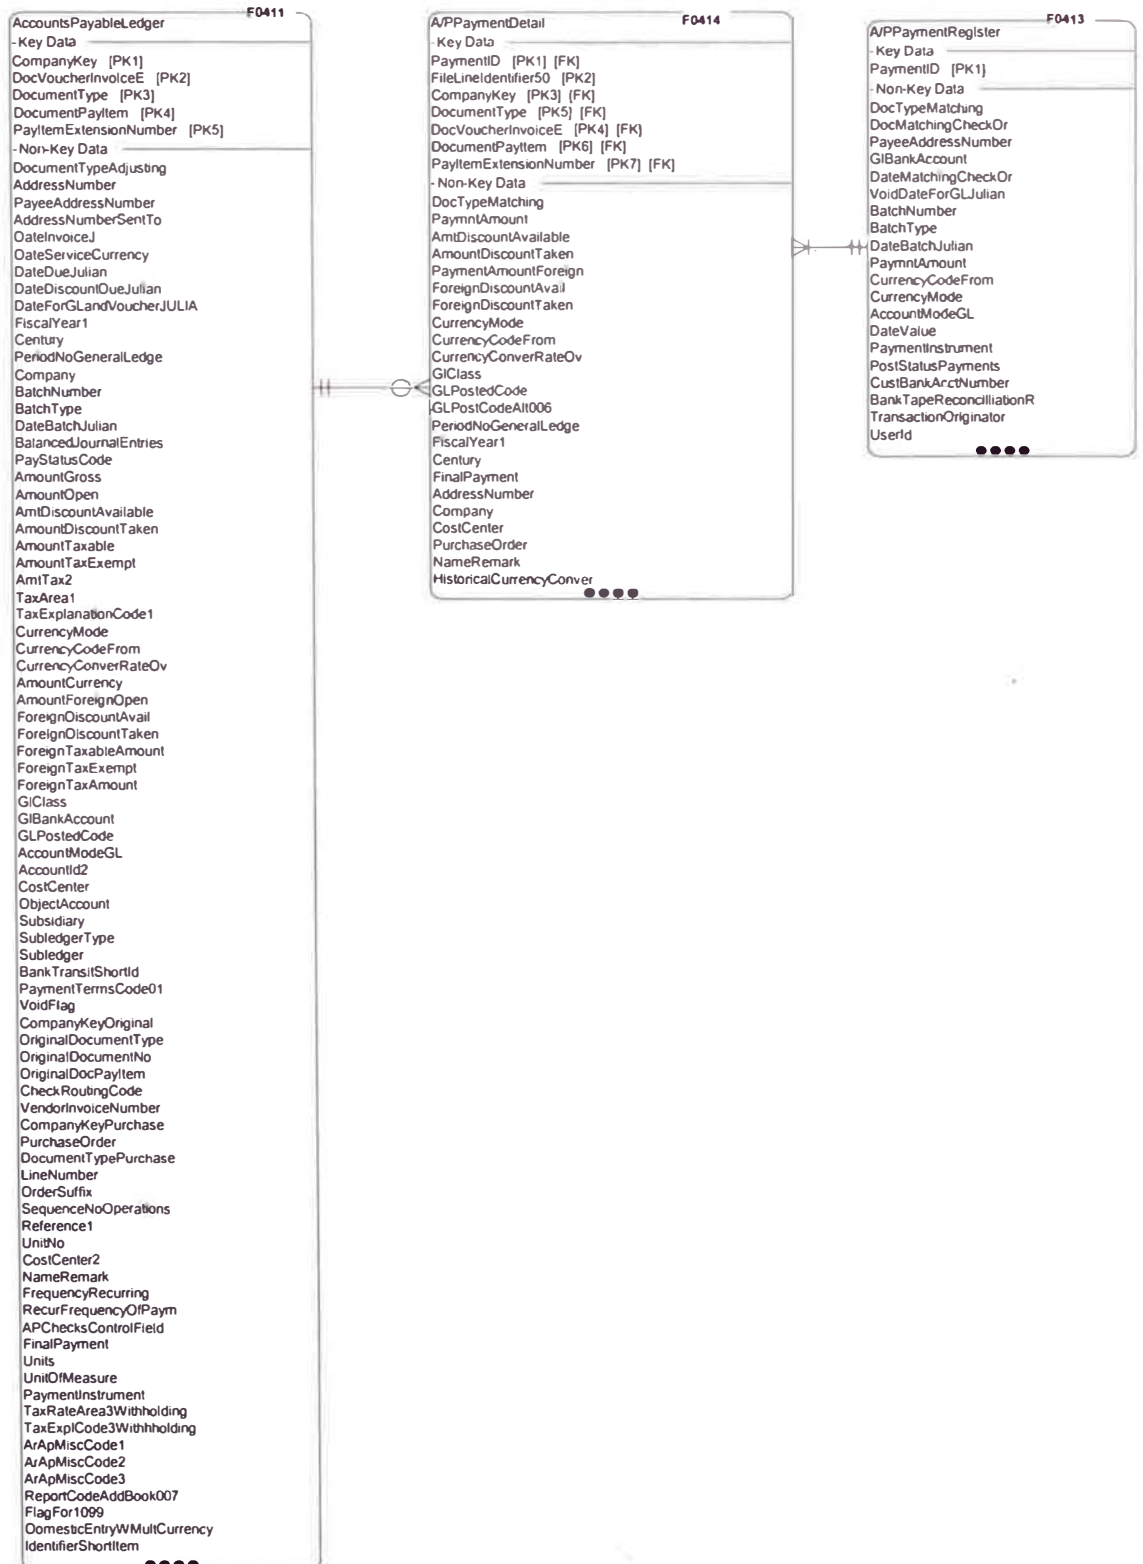 F0411
AccountsPayableLedger
- Key Data
CompanyKey [PK1]
DocVoucherInvoiceE [PK2]
DocumentType [PK3]
DocumentPayItem [PK4]
PayItemExtensionNumber [PK5]
- Non-Key Data
DocumentTypeAdjusting
AddressNumber
PayeeAddressNumber
AddressNumberSentTo
DateInvoiceJ
DateServiceCurrency
DateDueJulian
DateDiscountDueJulian
DateForGLandVoucherJULIA
FiscalYear1
Century
PeriodNoGeneralLedge
Company
BatchNumber
BatchType
DateBatchJulian
BalancedJournalEntries
PayStatusCode
AmountGross
AmountOpen
AmtDiscountAvailable
AmountDiscountTaken
AmountTaxable
AmountTaxExempt
AmtTax2
TaxArea1
TaxExplanationCode1
CurrencyMode
CurrencyCodeFrom
CurrencyConverRateOv
AmountCurrency
AmountForeignOpen
ForeignDiscountAvail
ForeignDiscountTaken
ForeignTaxableAmount
ForeignTaxExempt
ForeignTaxAmount
GlClass
GlBankAccount
GLPostedCode
AccountModeGL
AccountId2
CostCenter
ObjectAccount
Subsidiary
SubledgerType
Subledger
BankTransitShortId
PaymentTermsCode01
VoidFlag
CompanyKeyOriginal
OriginalDocumentType
OriginalDocumentNo
OriginalDocPayItem
CheckRoutingCode
VendorInvoiceNumber
CompanyKeyPurchase
PurchaseOrder
DocumentTypePurchase
LineNumber
OrderSuffix
SequenceNoOperations
Reference1
UnitNo
CostCenter2
NameRemark
FrequencyRecurring
RecurFrequencyOfPaym
APChecksControlField
FinalPayment
Units
UnitOfMeasure
PaymentInstrument
TaxRateArea3Withholding
TaxExplCode3Withhholding
ArApMiscCode1
ArApMiscCode2
ArApMiscCode3
ReportCodeAddBook007
FlagFor1099
DomesticEntryWMultCurrency
IdentifierShortItem
F0414
A/PPaymentDetail
- Key Data
PaymentID [PK1] [FK]
FileLineIdentifier50 [PK2]
CompanyKey [PK3] [FK]
DocumentType [PK5] [FK]
DocVoucherInvoiceE [PK4] [FK]
DocumentPayItem [PK6] [FK]
PayItemExtensionNumber [PK7] [FK]
- Non-Key Data
DocTypeMatching
PaymntAmount
AmtDiscountAvailable
AmountDiscountTaken
PaymentAmountForeign
ForeignDiscountAvail
ForeignDiscountTaken
CurrencyMode
CurrencyCodeFrom
CurrencyConverRateOv
GlClass
GLPostedCode
GLPostCodeAlt006
PeriodNoGeneralLedge
FiscalYear1
Century
FinalPayment
AddressNumber
Company
CostCenter
PurchaseOrder
NameRemark
HistoricalCurrencyConver
F0413
A/PPaymentRegister
- Key Data
PaymentID [PK1]
- Non-Key Data
DocTypeMatching
DocMatchingCheckOr
PayeeAddressNumber
GlBankAccount
DateMatchingCheckOr
VoidDateForGLJulian
BatchNumber
BatchType
DateBatchJulian
PaymntAmount
CurrencyCodeFrom
CurrencyMode
AccountModeGL
DateValue
PaymentInstrument
PostStatusPayments
CustBankAcctNumber
BankTapeReconcilliationR
TransactionOriginator
UserId